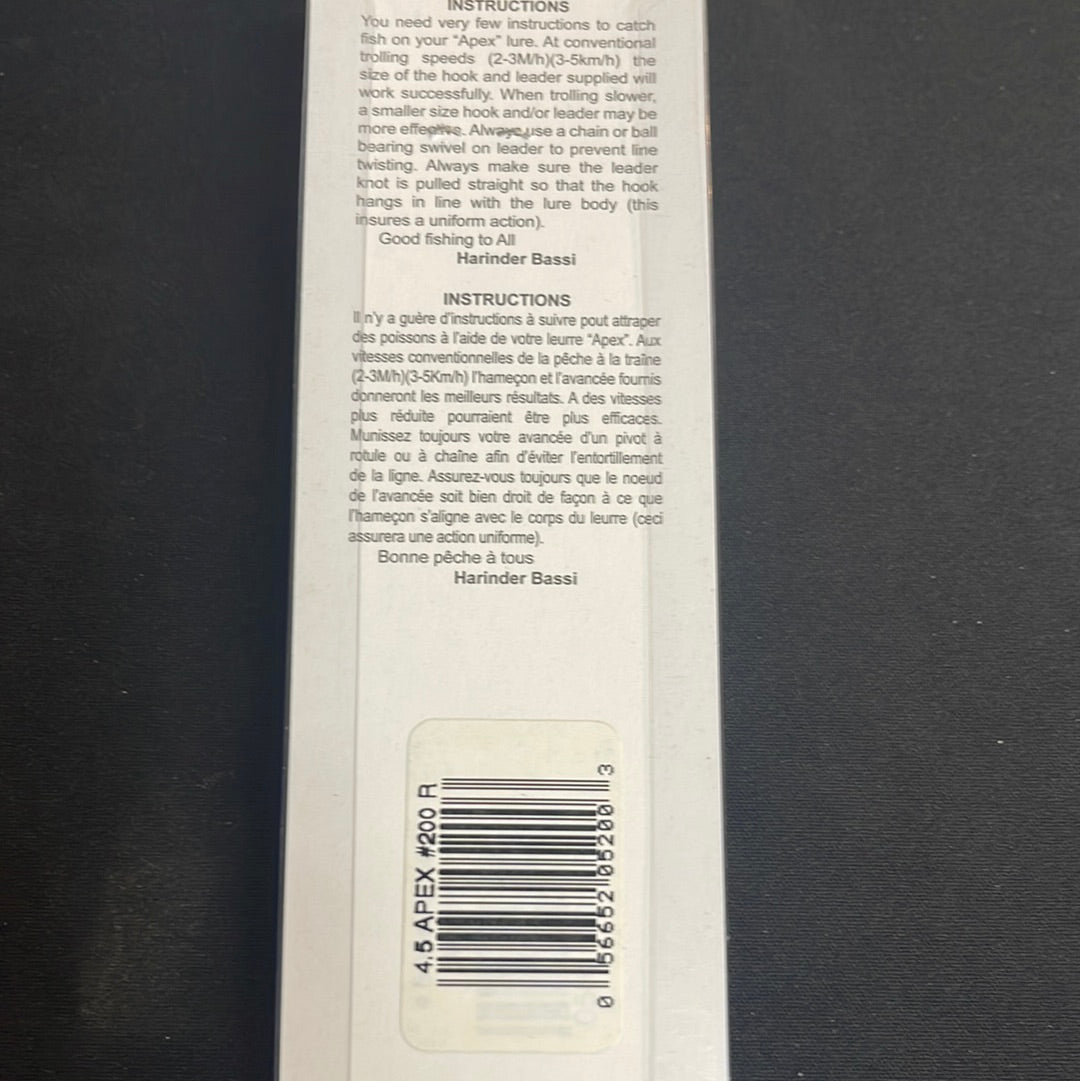 INSTRUCTIONS
You need very few instructions to catch
fish on your “Apex” lure. At conventional
trolling speeds (2-3M/h)(3-5km/h) the
size of the hook and leader supplied will
work successfully. When trolling slower,
a smaller size hook and/or leader may be
more effective. Always use a chain or ball
bearing swivel on leader to prevent line
twisting. Always make sure the leader
knot is pulled straight so that the hook
hangs in line with the lure body (this
insures a uniform action).
Good fishing to All
Harinder Bassi
INSTRUCTIONS
Il n'y a guère d'instructions à suivre pout attraper
des poissons à l'aide de votre leurre “Apex”. Aux
vitesses conventionnelles de la pêche à la traîne
(2-3M/h)(3-5Km/h) l'hameçon et l'avancée fournis
donneront les meilleurs résultats. A des vitesses
plus réduite pourraient être plus efficaces.
Munissez toujours votre avancée d'un pivot à
rotule ou à chaîne afin d'éviter l'entortillement
de la ligne. Assurez-vous toujours que le noeud
de l'avancée soit bien droit de façon à ce que
l'hameçon s'aligne avec le corps du leurre (ceci
assurera une action uniforme).
Bonne pêche à tous
Harinder Bassi
4.5 APEX #200 R
0 56652 05200 3